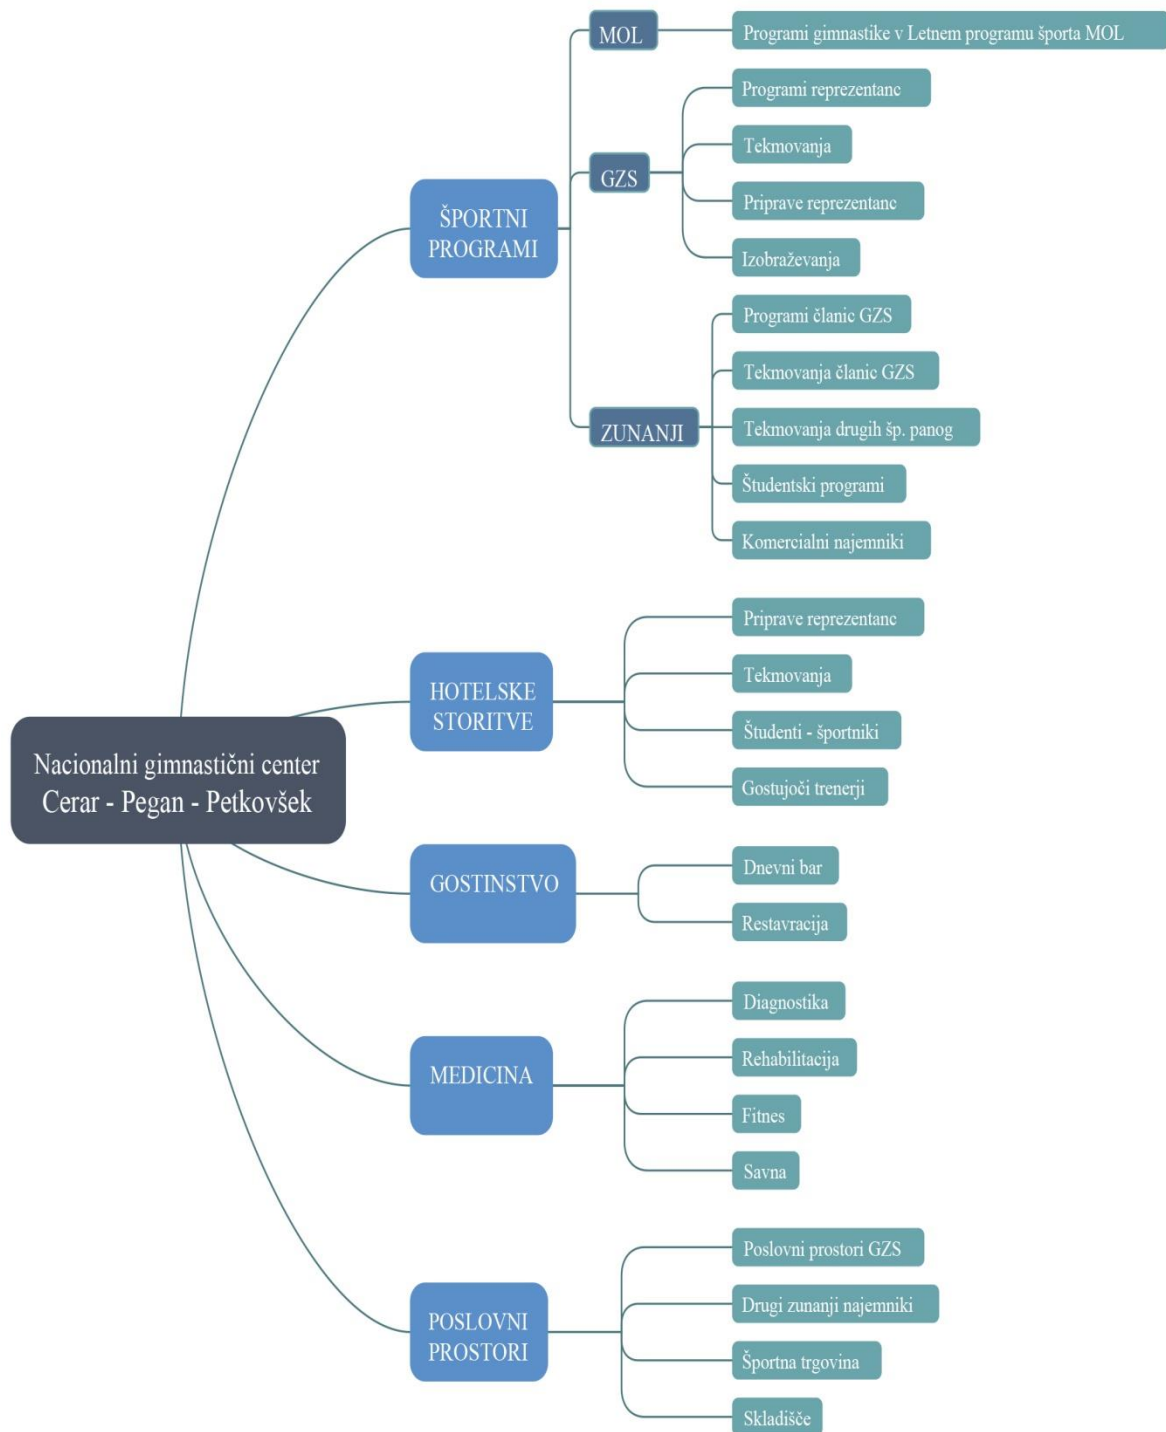 Nacionalni gimnastični center
Cerar - Pegan - Petkovšek
ŠPORTNI
PROGRAMI
MOL
Programi gimnastike v Letnem programu športa MOL
GZS
Programi reprezentanc
Tekmovanja
Priprave reprezentanc
Izobraževanja
ZUNANJI
Programi članic GZS
Tekmovanja članic GZS
Tekmovanja drugih šp. panog
Študentski programi
Komercialni najemniki
HOTELSKE
STORITVE
Priprave reprezentanc
Tekmovanja
Študenti - športniki
Gostujoči trenerji
GOSTINSTVO
Dnevni bar
Restavracija
MEDICINA
Diagnostika
Rehabilitacija
Fitnes
Savna
POSLOVNI
PROSTORI
Poslovni prostori GZS
Drugi zunanji najemniki
Športna trgovina
Skladišče